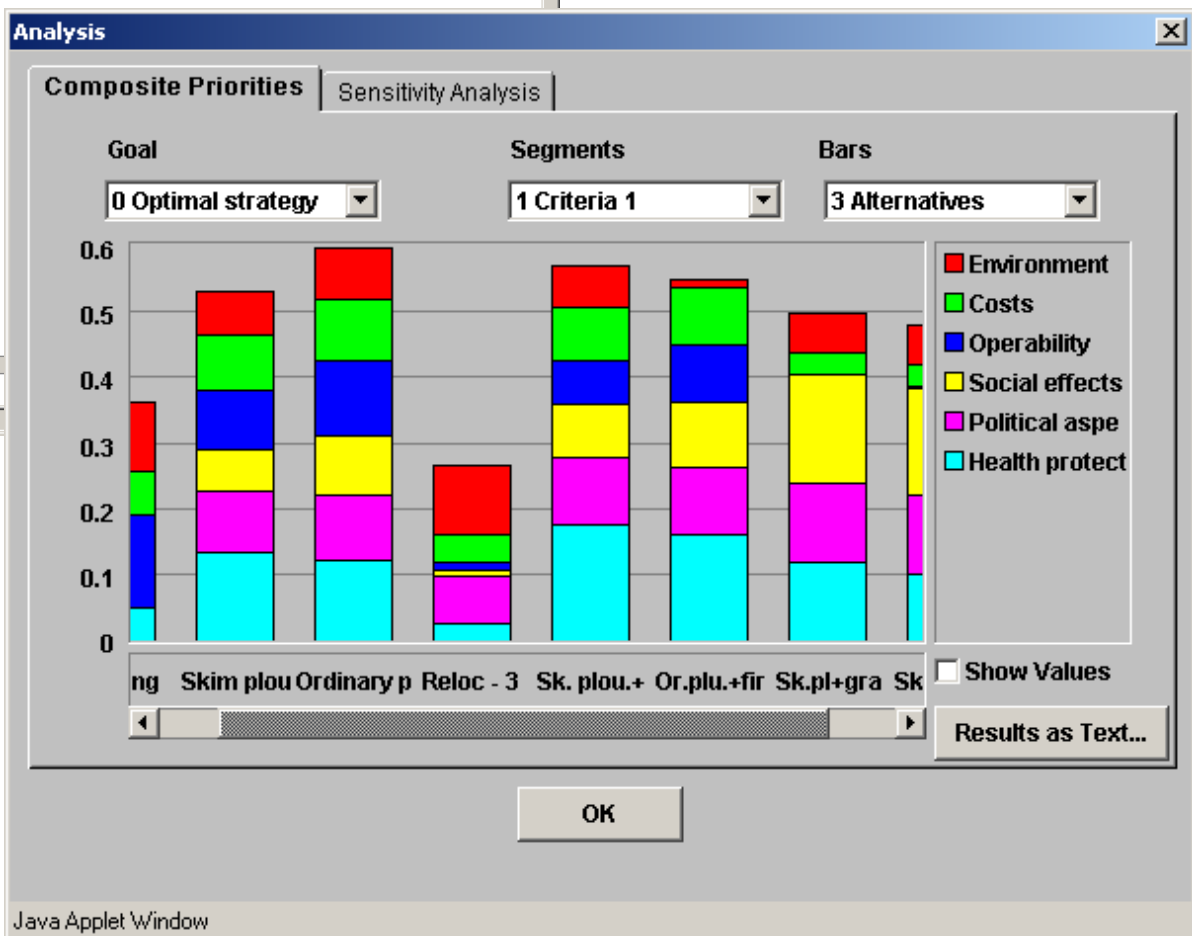 Analysis
Composite Priorities
Sensitivity Analysis
Goal Segments Bars
0 Optimal strategy 1 Criteria 1 3 Alternatives
0.6
0.5
0.4
0.3
0.2
0.1
0
Environment
Costs
Operability
Social effects
Political aspe
Health protect
ng Skim plou Ordinary p Reloc - 3 Sk. plou.+ Or.plu.+fir Sk.pl+gra Sk
Show Values
Results as Text...
OK
Java Applet Window